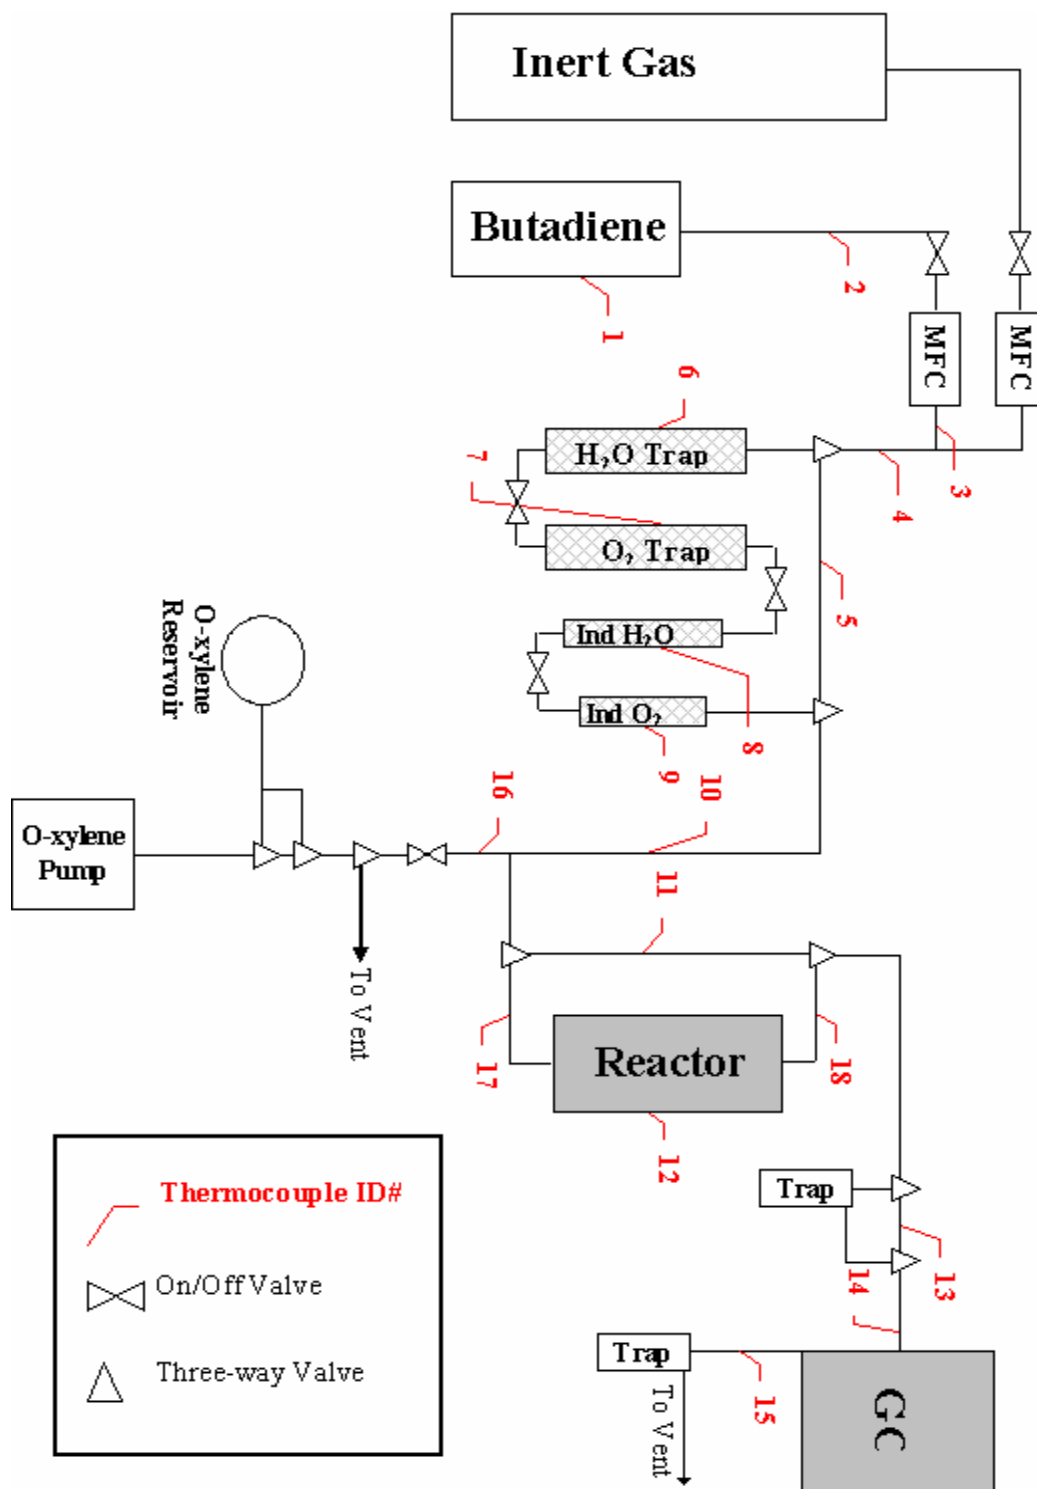 Inert Gas
Butadiene
2
1
MFC
MFC
6
H₂O Trap
7
3
4
O₂ Trap
5
Ind H₂O
O-xylene
Reservoir
Ind O₂
8
9
10
16
O-xylene
Pump
11
To Vent
Reactor
17
18
12
Thermocouple ID#
Trap
On/Off Valve
14
13
Three-way Valve
Trap
15
To Vent
GC